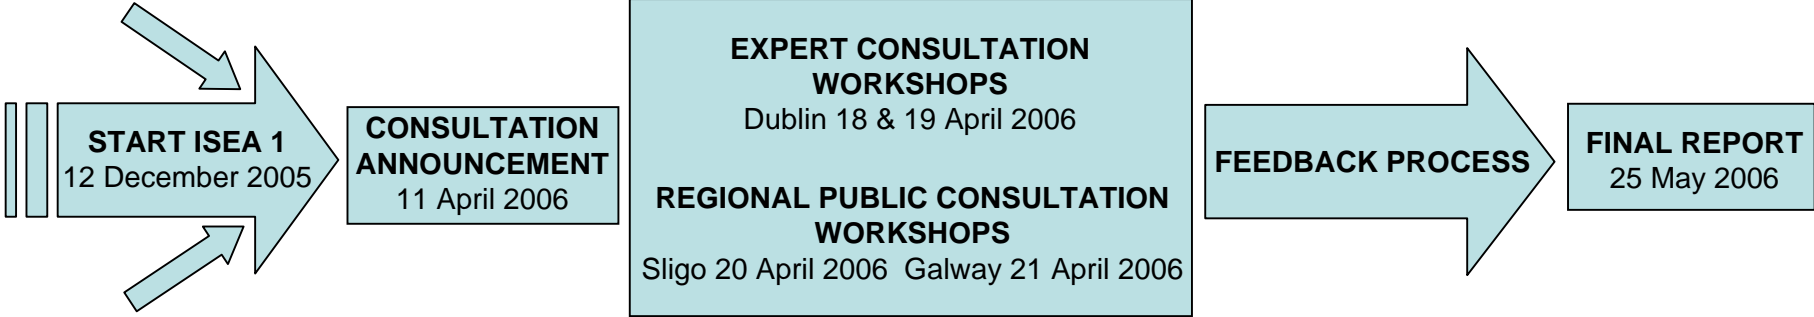 START ISEA 1
12 December 2005
CONSULTATION
ANNOUNCEMENT
11 April 2006
EXPERT CONSULTATION
WORKSHOPS
Dublin 18 & 19 April 2006
REGIONAL PUBLIC CONSULTATION
WORKSHOPS
Sligo 20 April 2006  Galway 21 April 2006
FEEDBACK PROCESS
FINAL REPORT
25 May 2006